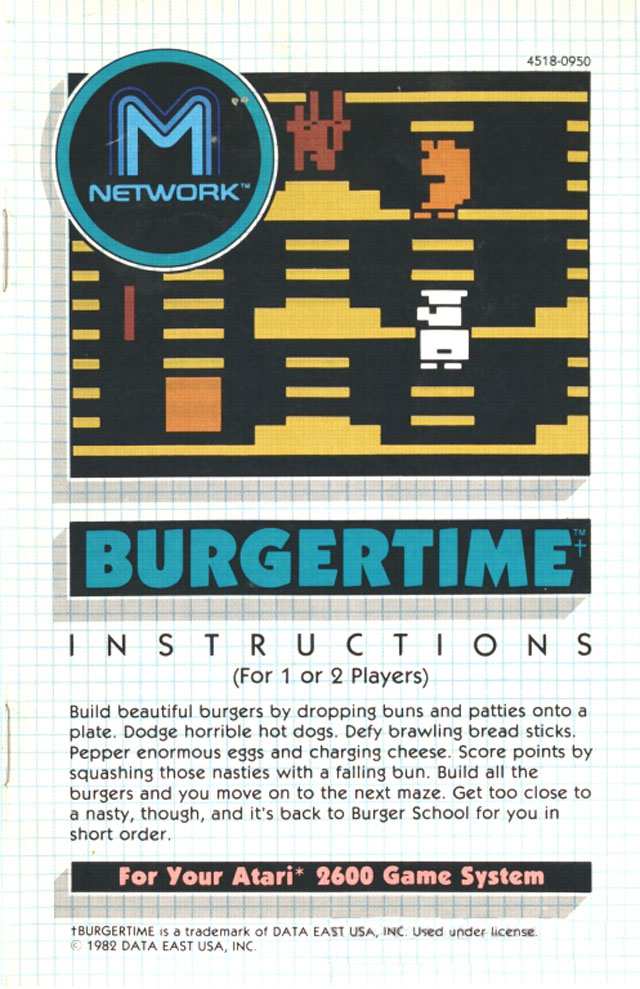 4518-0950
M
NETWORK™
BURGERTIME™†
INSTRUCTIONS
(For 1 or 2 Players)
Build beautiful burgers by dropping buns and patties onto a
plate. Dodge horrible hot dogs. Defy brawling bread sticks.
Pepper enormous eggs and charging cheese. Score points by
squashing those nasties with a falling bun. Build all the
burgers and you move on to the next maze. Get too close to
a nasty, though, and it's back to Burger School for you in
short order.
For Your Atari* 2600 Game System
†BURGERTIME is a trademark of DATA EAST USA, INC. Used under license.
© 1982 DATA EAST USA, INC.